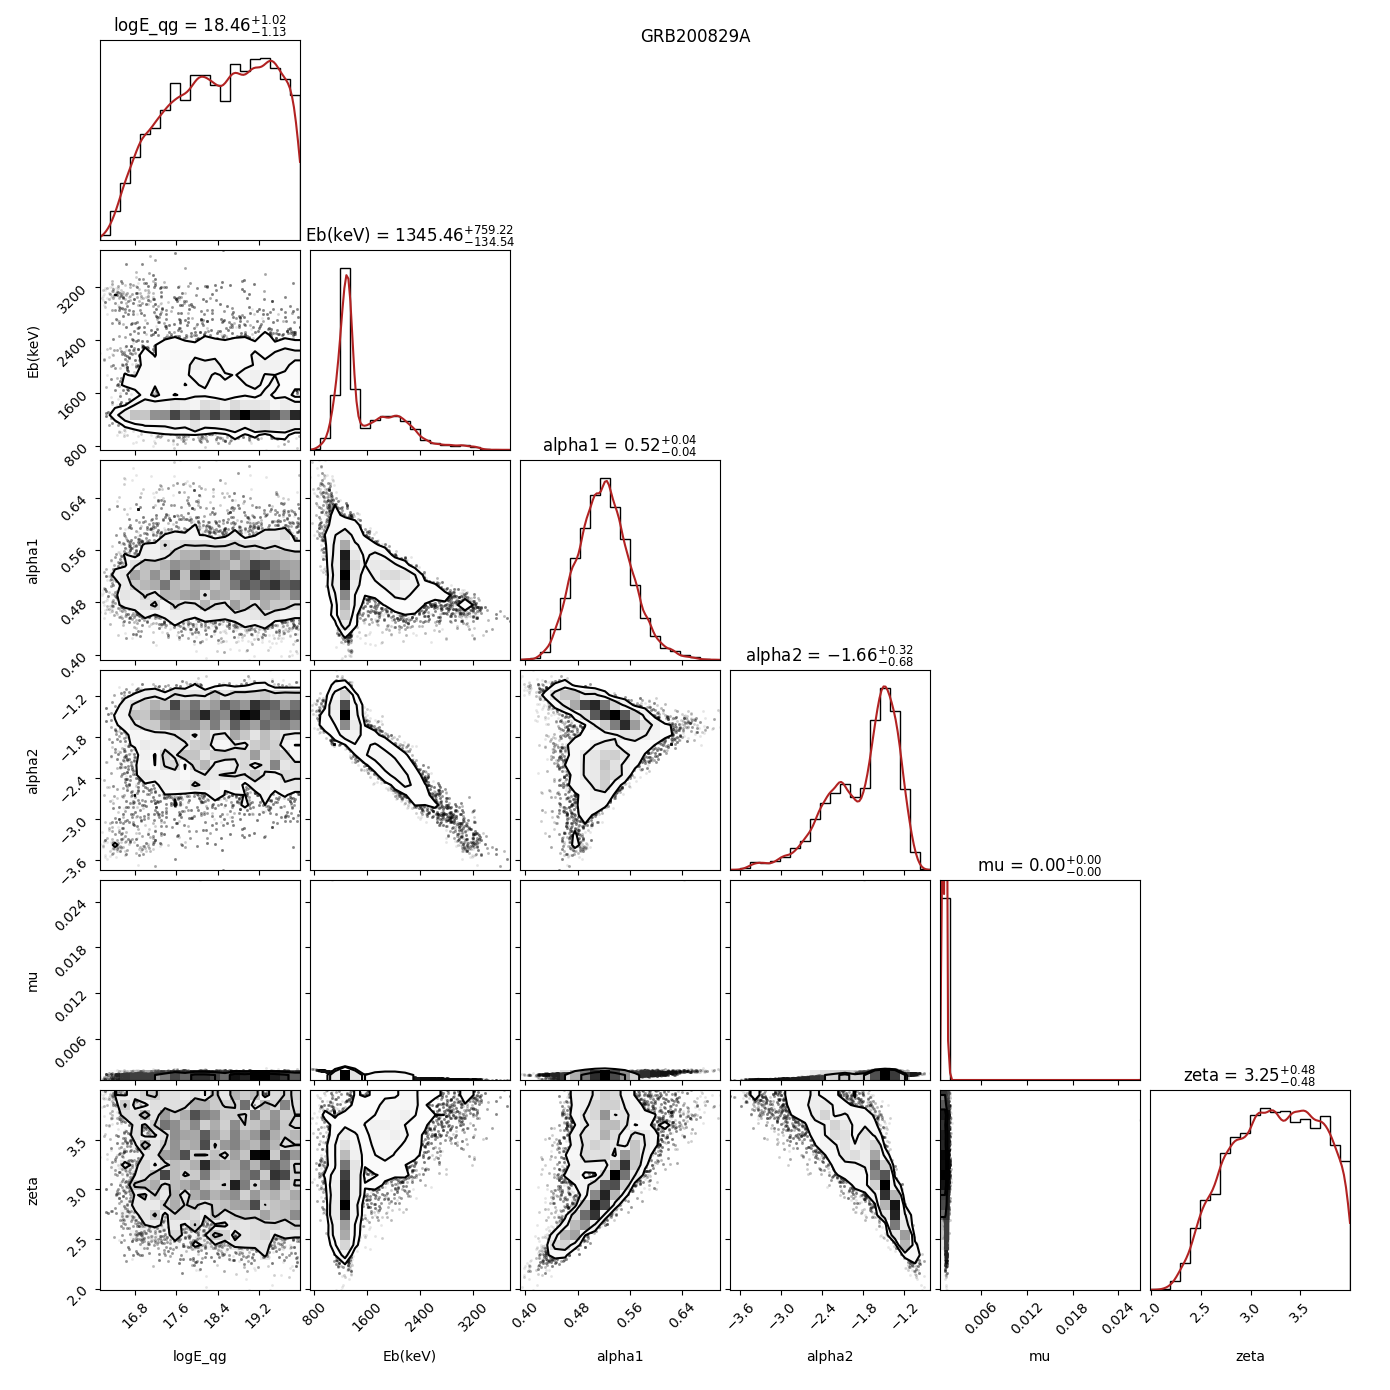 GRB200829A
logE_qg = 18.46+1.02 −1.13
Eb(keV) = 1345.46+759.22 −134.54
3200
2400
1600
800
Eb(keV)
alpha1 = 0.52+0.04 −0.04
0.64
0.56
0.48
0.40
alpha1
alpha2 = −1.66+0.32 −0.68
−1.2
−1.8
−2.4
−3.0
−3.6
alpha2
mu = 0.00+0.00 −0.00
0.024
0.018
0.012
0.006
mu
zeta = 3.25+0.48 −0.48
3.5
3.0
2.5
2.0
zeta
16.8 17.6 18.4 19.2 800 1600 2400 3200 0.40 0.48 0.56 0.64 −3.6 −3.0 −2.4 −1.8 −1.2 0.006 0.012 0.018 0.024 2.0 2.5 3.0 3.5
logE_qg Eb(keV) alpha1 alpha2 mu zeta